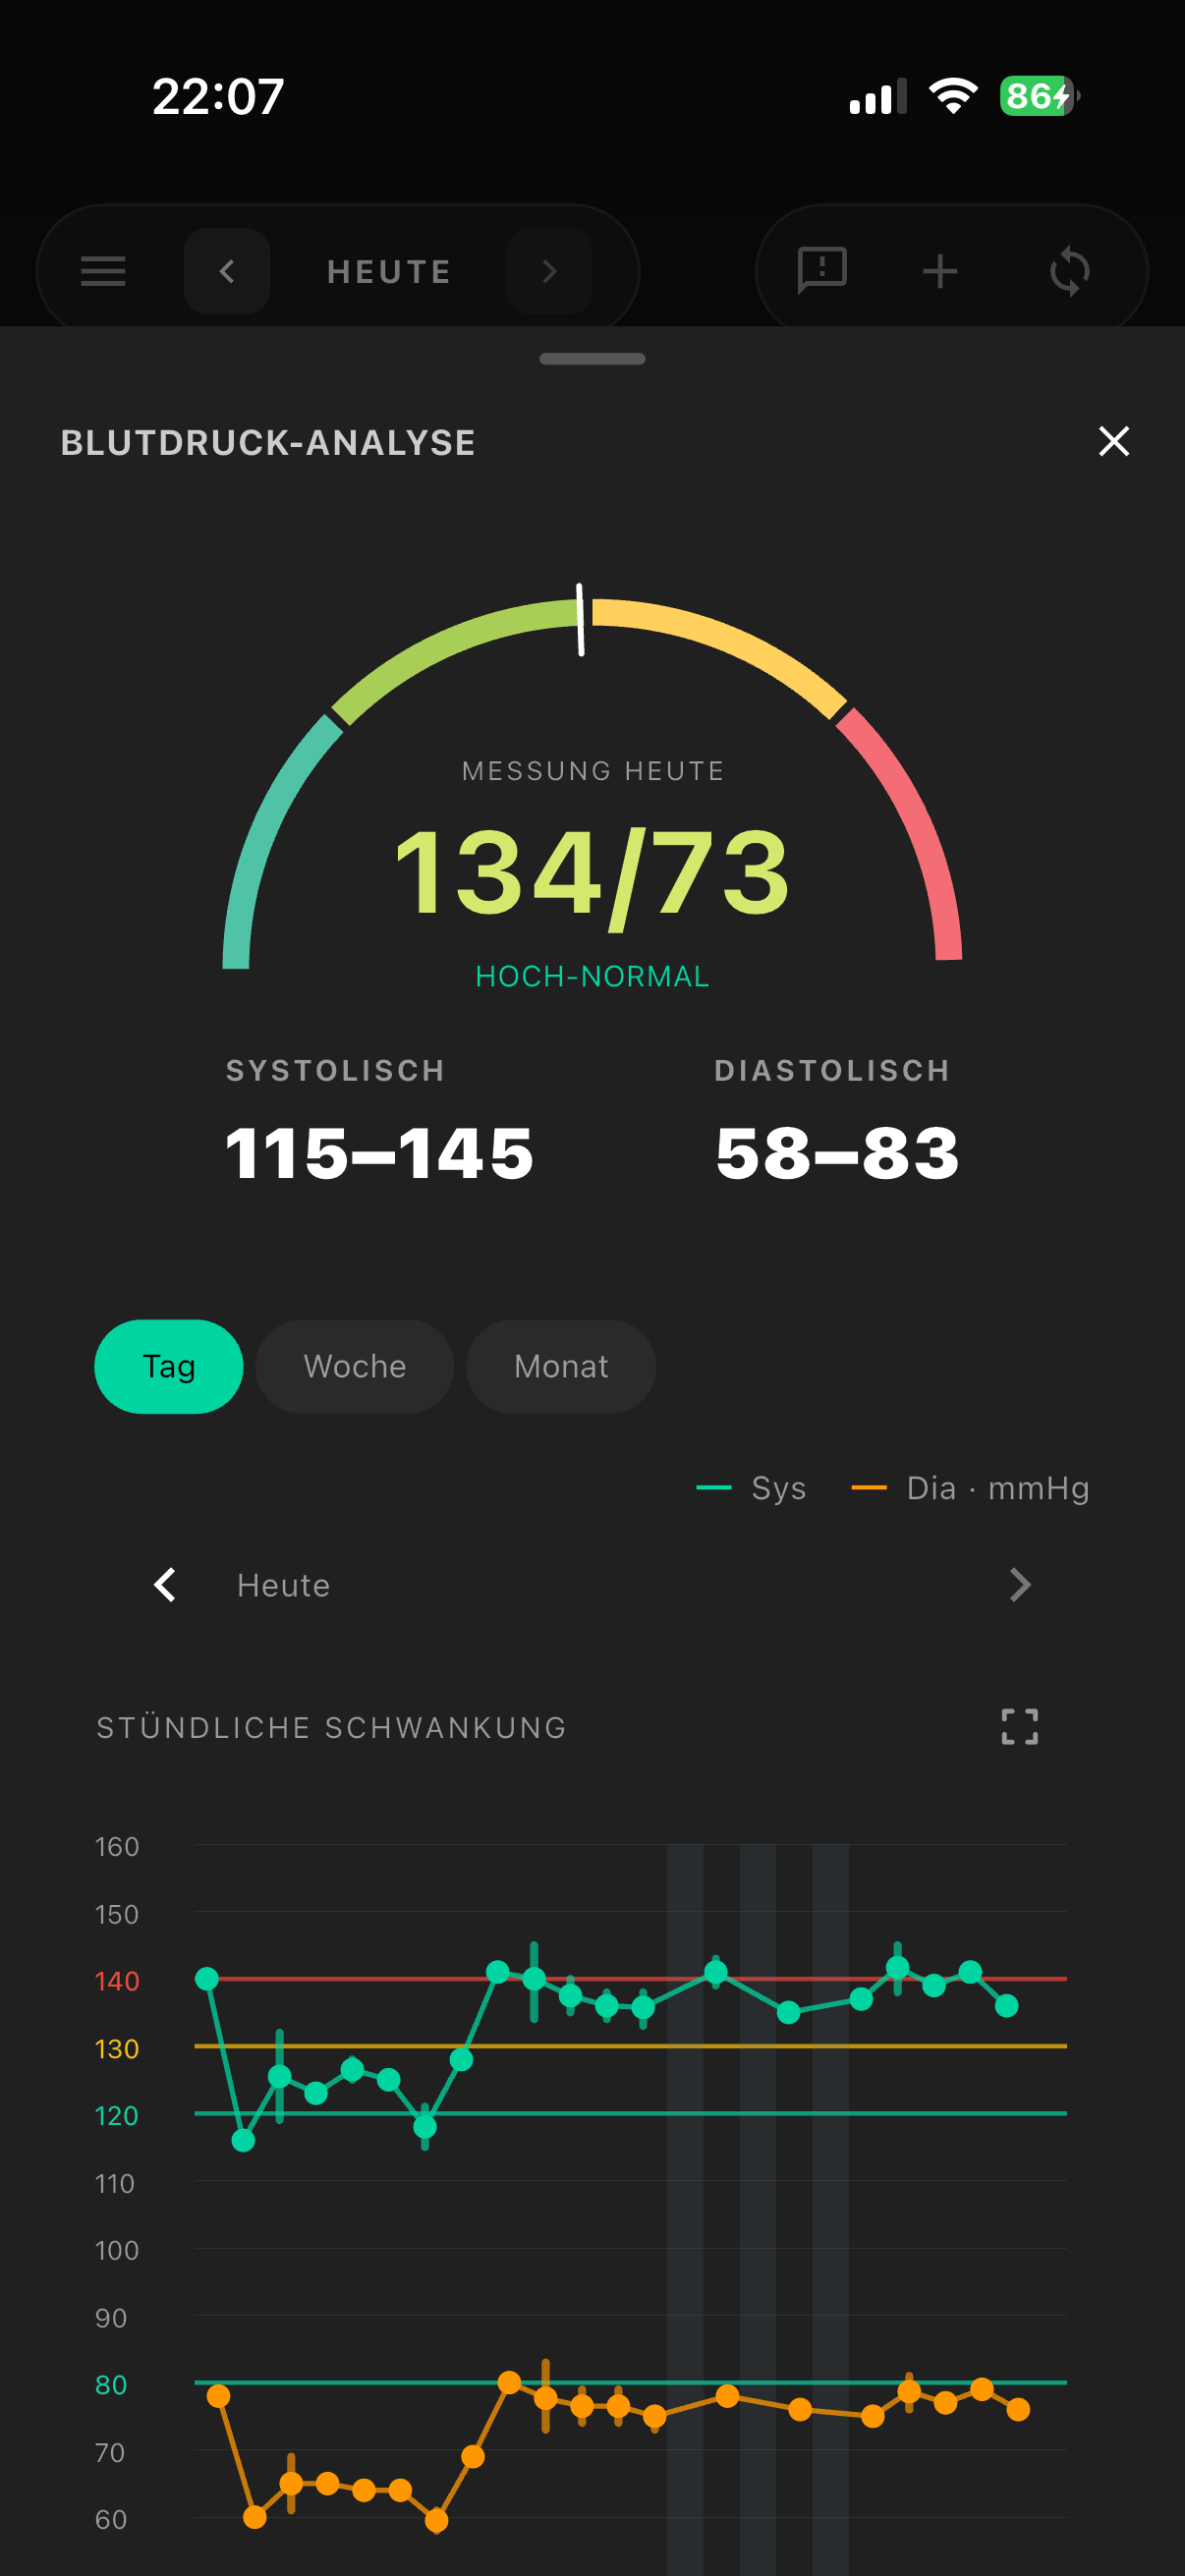 22:07
86
HEUTE
BLUTDRUCK-ANALYSE
MESSUNG HEUTE
134/73
HOCH-NORMAL
SYSTOLISCH DIASTOLISCH
115–145 58–83
Tag Woche Monat
Sys Dia · mmHg
Heute
STÜNDLICHE SCHWANKUNG
160
150
140
130
120
110
100
90
80
70
60